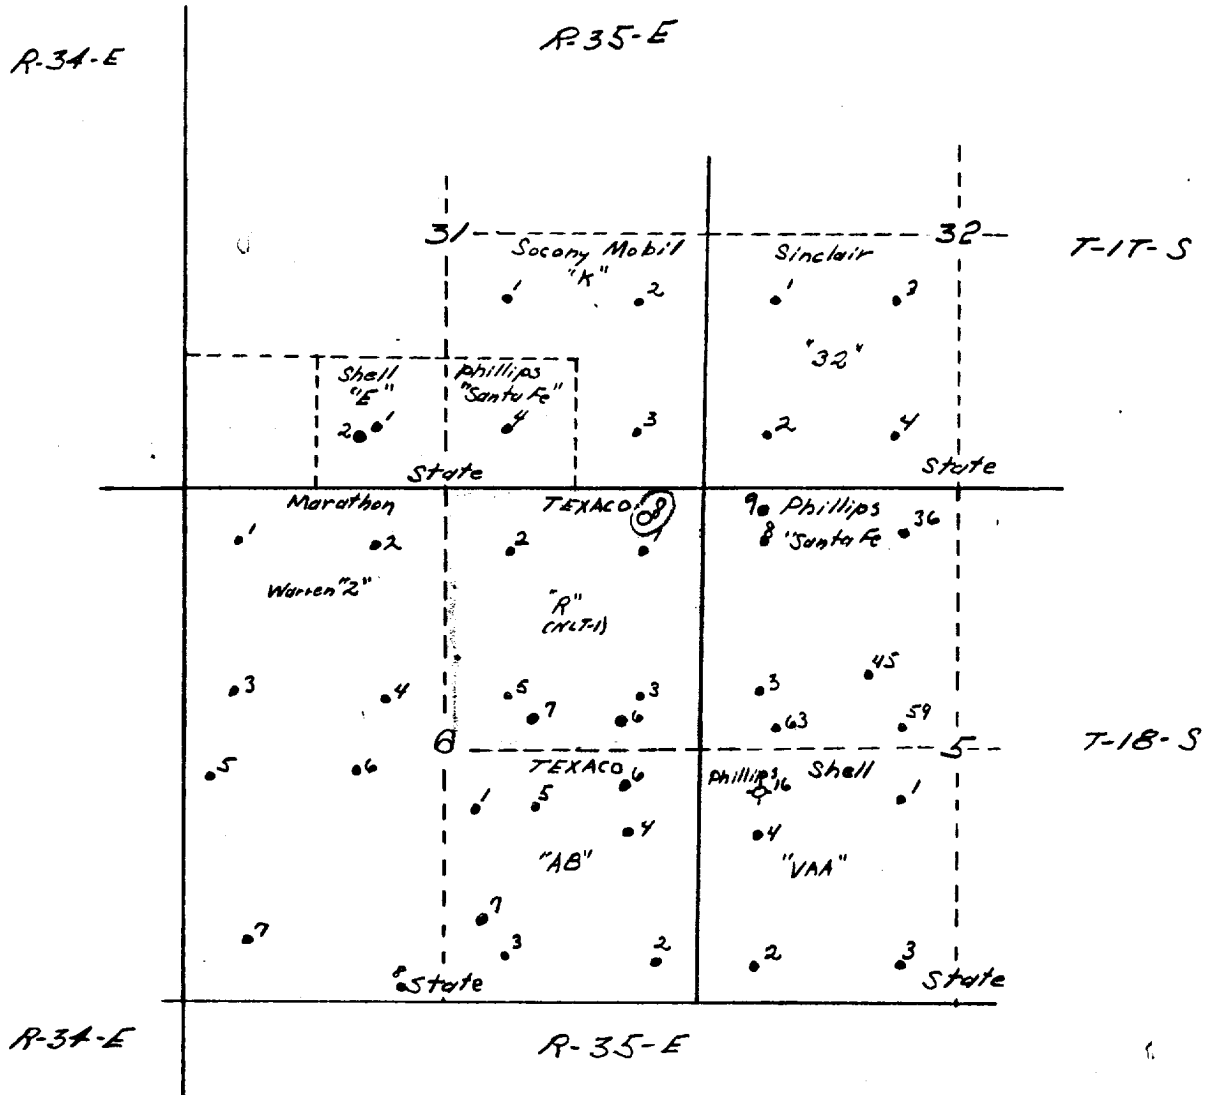 R-34-E
R-35-E
31
32
T-17-S
Socony Mobil
"K"
Sinclair
1
2
1
3
"32"
Shell
"E"
Phillips
"Santa Fe"
2
1
4
3
2
4
State
State
Marathon
TEXACO
8
9
Phillips
1
2
2
1
8
"Santa Fe
36
Warren "2"
"R"
(NCT-1)
3
4
5
3
3
45
7
6
63
59
6
5
T-18-S
TEXACO
Phillips
Shell
5
6
1
5
6
16
1
4
4
"AB"
"VAA"
7
7
3
2
2
3
8
State
State
R-34-E
R-35-E